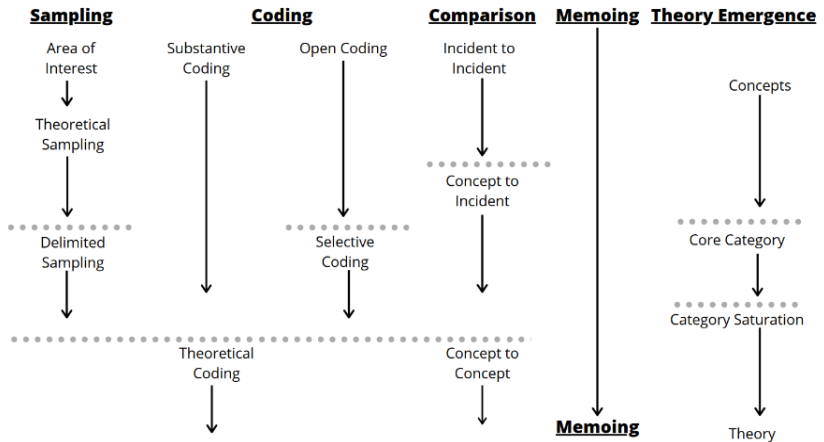 Sampling
Coding
Comparison
Memoing
Theory Emergence
Area of
Interest
Substantive
Coding
Open Coding
Incident to
Incident
Concepts
Theoretical
Sampling
Concept to
Incident
Delimited
Sampling
Selective
Coding
Core Category
Category Saturation
Theoretical
Coding
Concept to
Concept
Memoing
Theory